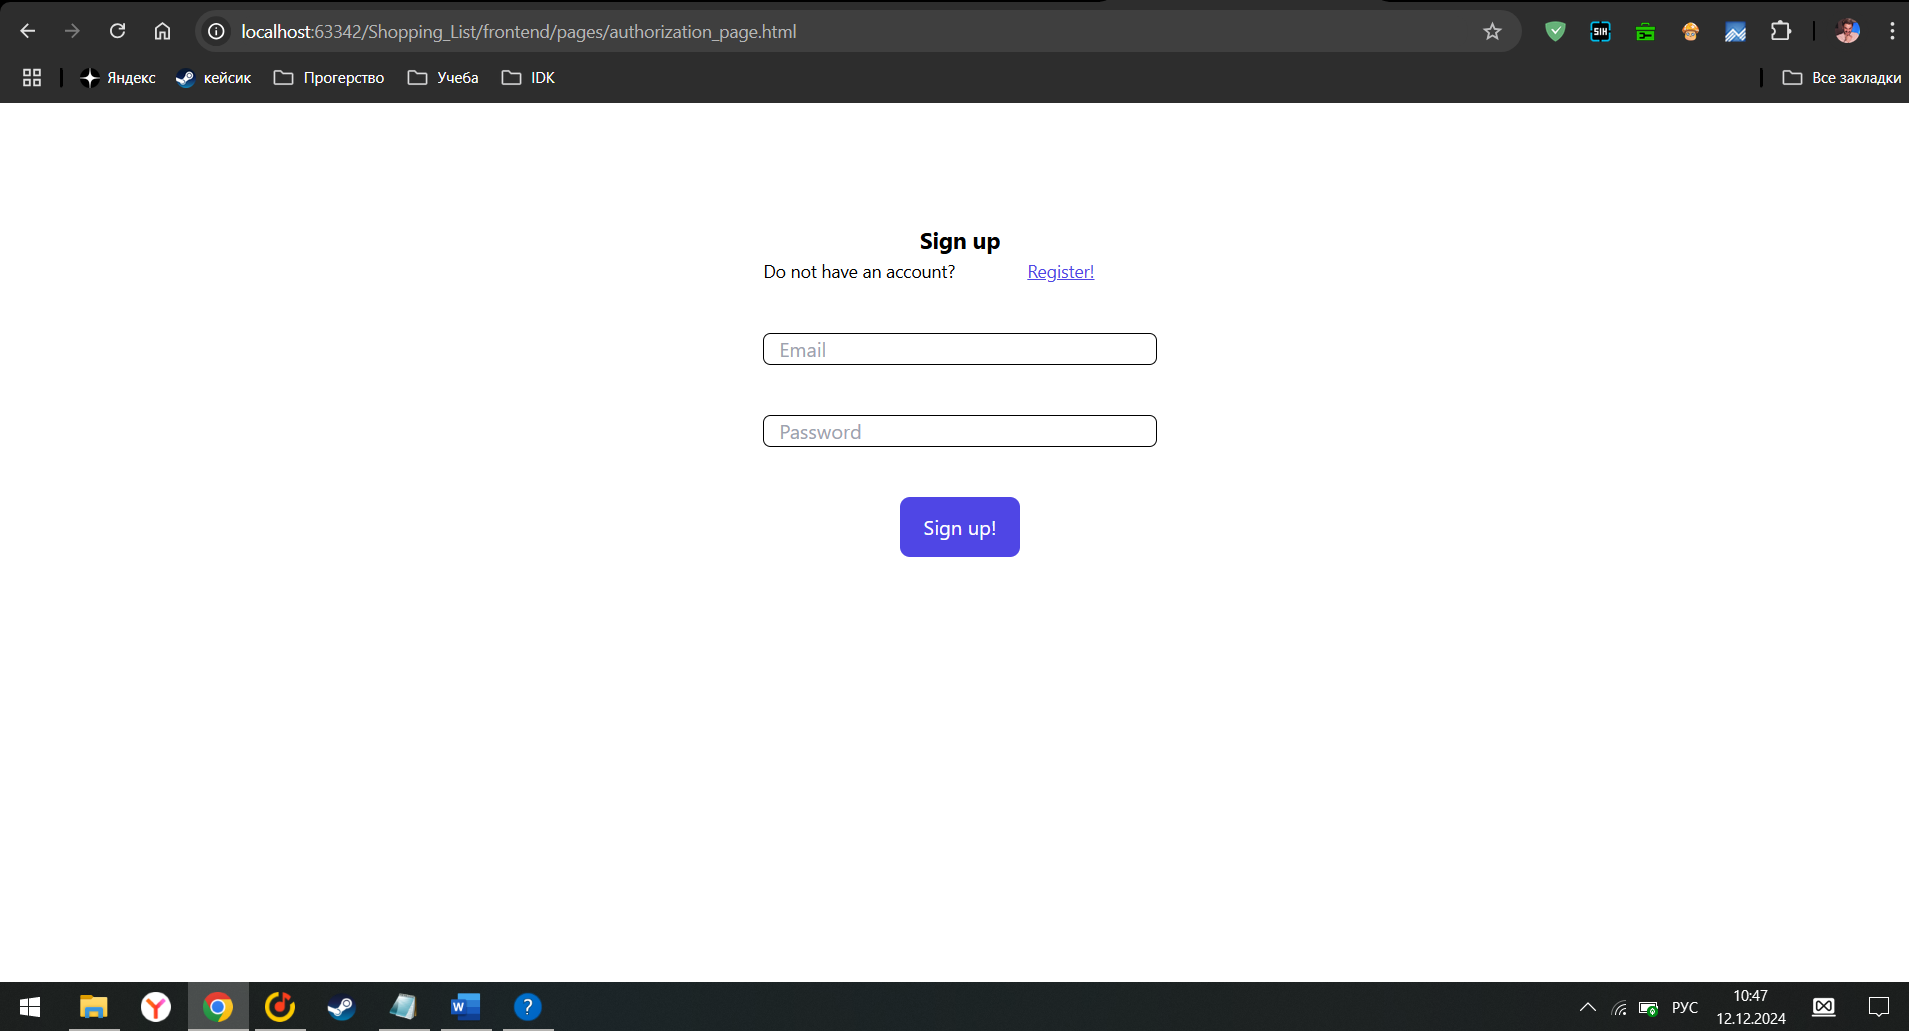 localhost:63342/Shopping_List/frontend/pages/authorization_page.html
SIH
Яндекс кейсик Прогерство Учеба IDK Все закладки
Sign up
Do not have an account? Register!
Email
Password
Sign up!
W ? РУС 10:47
12.12.2024